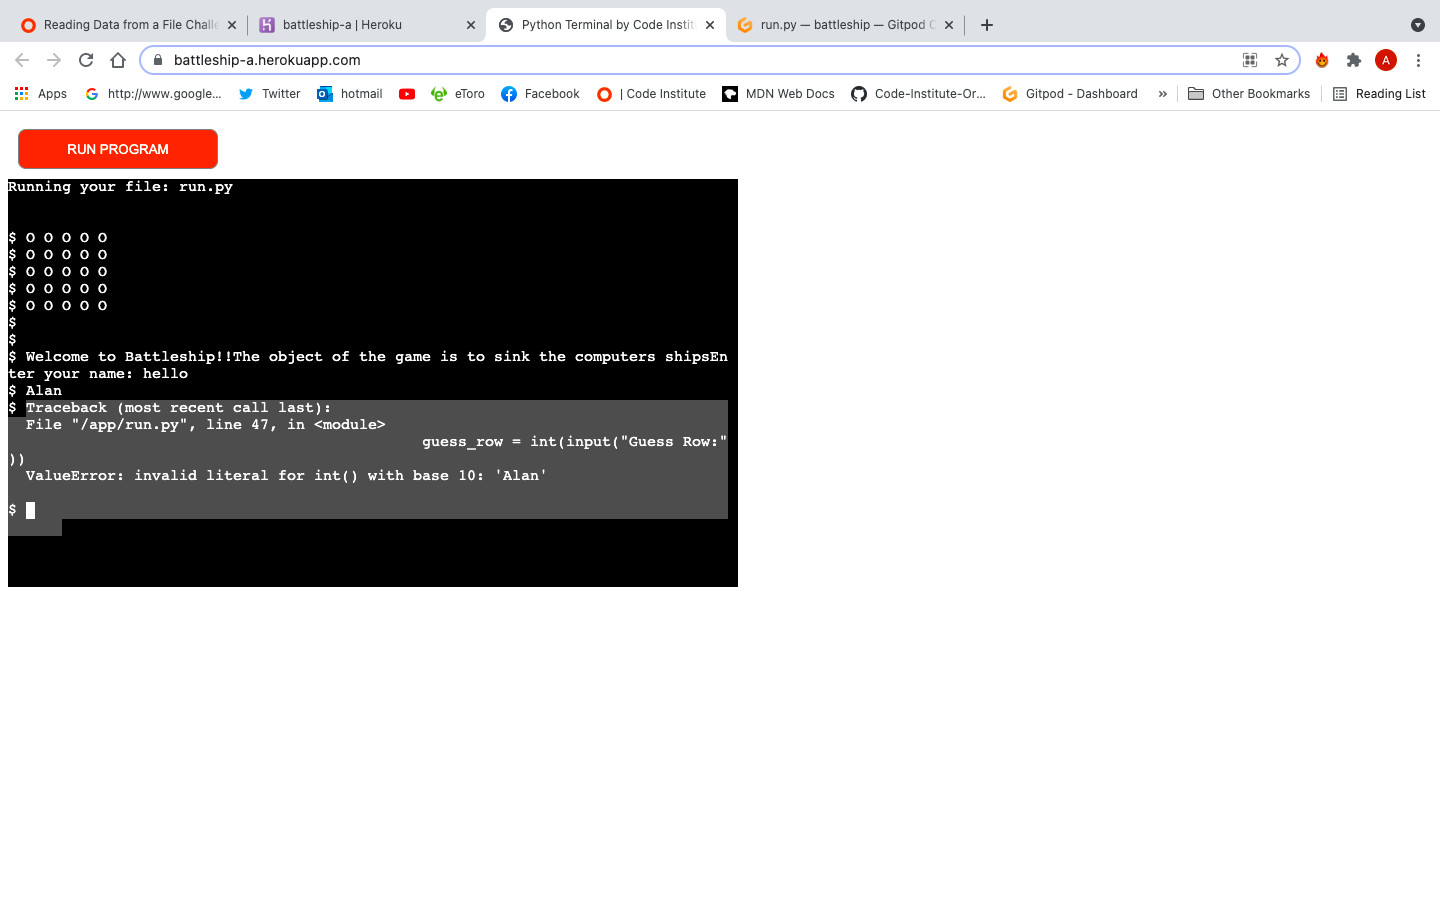 Reading Data from a File Challe
battleship-a | Heroku
Python Terminal by Code Instit
run.py — battleship — Gitpod C
battleship-a.herokuapp.com
A
Apps
http://www.google...
Twitter
hotmail
eToro
Facebook
| Code Institute
MDN Web Docs
Code-Institute-Or...
Gitpod - Dashboard
»
Other Bookmarks
Reading List
RUN PROGRAM
Running your file: run.py
$ O O O O O
$ O O O O O
$ O O O O O
$ O O O O O
$ O O O O O
$
$
$ Welcome to Battleship!!The object of the game is to sink the computers shipsEn
ter your name: hello
$ Alan
$ Traceback (most recent call last):
File "/app/run.py", line 47, in <module>
guess_row = int(input("Guess Row:"
))
ValueError: invalid literal for int() with base 10: 'Alan'
$